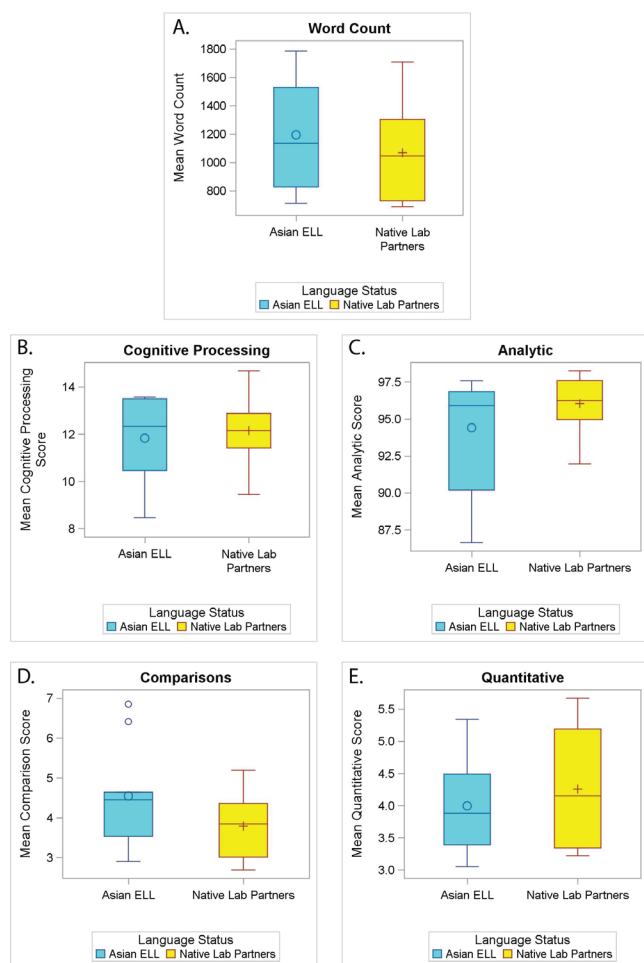 A.
Word Count
Mean Word Count
1800
1600
1400
1200
1000
800
Asian ELL
Native Lab
Partners
Language Status
Asian ELL Native Lab Partners
B.
Cognitive Processing
Mean Cognitive Processing
Score
14
12
10
8
Asian ELL
Native Lab
Partners
Language Status
Asian ELL Native Lab Partners
C.
Analytic
Mean Analytic Score
97.5
95.0
92.5
90.0
87.5
Asian ELL
Native Lab Partners
Language Status
Asian ELL Native Lab Partners
D.
Comparisons
Mean Comparison Score
7
6
5
4
3
Asian ELL
Native Lab Partners
Language Status
Asian ELL Native Lab Partners
E.
Quantitative
Mean Quantitative Score
5.5
5.0
4.5
4.0
3.5
3.0
Asian ELL
Native Lab Partners
Language Status
Asian ELL Native Lab Partners